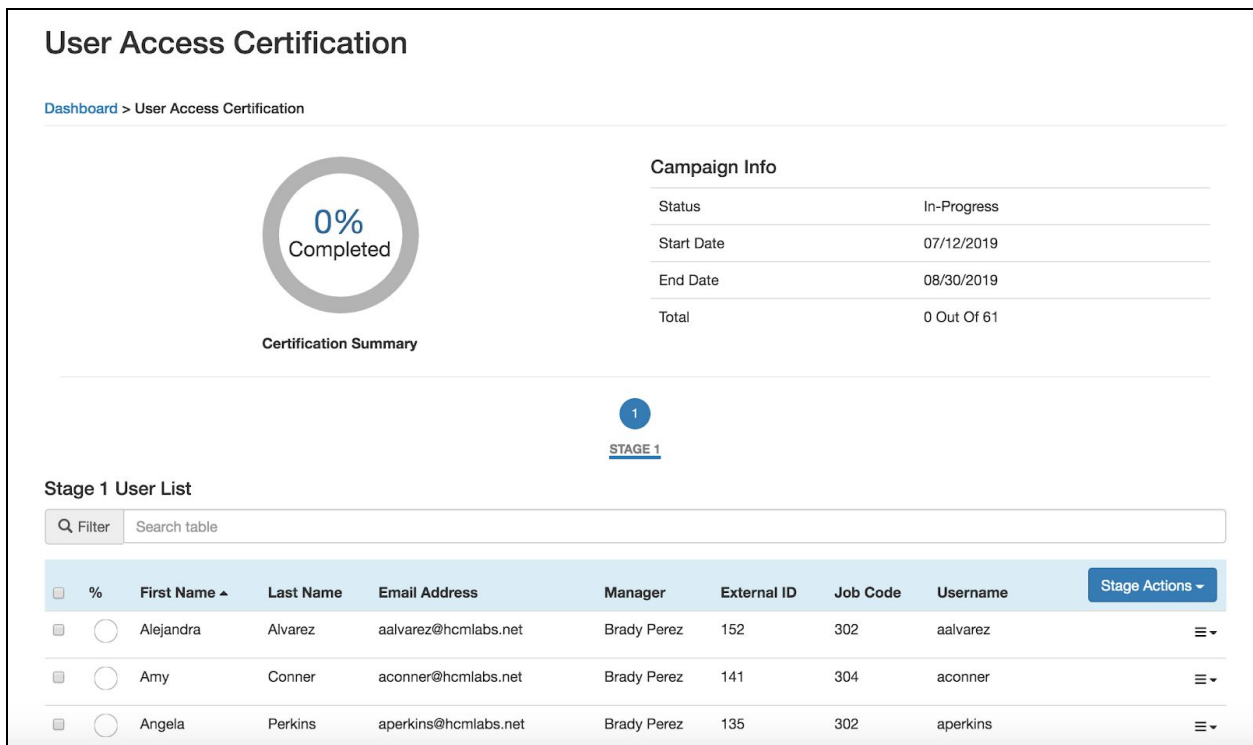 User Access Certification
Dashboard > User Access Certification
0%
Completed
Certification Summary
Campaign Info
Status In-Progress
Start Date 07/12/2019
End Date 08/30/2019
Total 0 Out Of 61
1
STAGE 1
Stage 1 User List
Filter Search table
% First Name Last Name Email Address Manager External ID Job Code Username Stage Actions
Alejandra Alvarez aalvarez@hcmlabs.net Brady Perez 152 302 aalvarez
Amy Conner aconner@hcmlabs.net Brady Perez 141 304 aconner
Angela Perkins aperkins@hcmlabs.net Brady Perez 135 302 aperkins